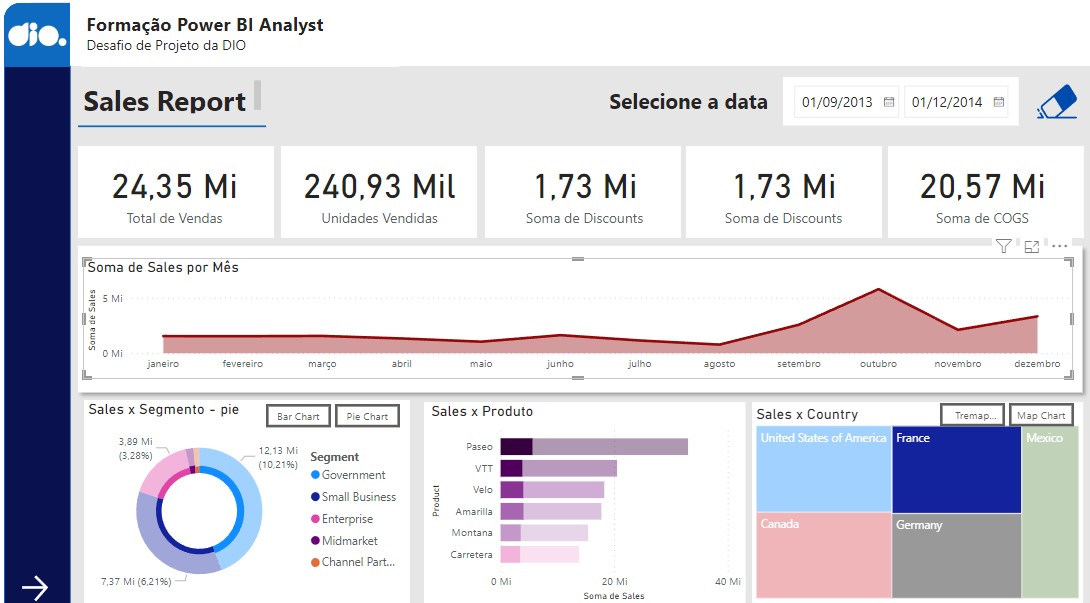 dio.
Formação Power BI Analyst
Desafio de Projeto da DIO
Sales Report
Selecione a data
01/09/2013
01/12/2014
24,35 Mi
Total de Vendas
240,93 Mil
Unidades Vendidas
1,73 Mi
Soma de Discounts
1,73 Mi
Soma de Discounts
20,57 Mi
Soma de COGS
Soma de Sales por Mês
Soma de Sales
5 Mi
0 Mi
janeiro fevereiro março abril maio junho julho agosto setembro outubro novembro dezembro
Sales x Segmento - pie
Bar Chart
Pie Chart
3,89 Mi
(3,28%)
12,13 Mi
(10,21%)
7,37 Mi (6,21%)
Segment
Government
Small Business
Enterprise
Midmarket
Channel Part...
Sales x Produto
Product
Paseo
VTT
Velo
Amarilla
Montana
Carretera
0 Mi 20 Mi 40 Mi
Soma de Sales
Sales x Country
Tremap...
Map Chart
United States of America
France
Mexico
Canada
Germany